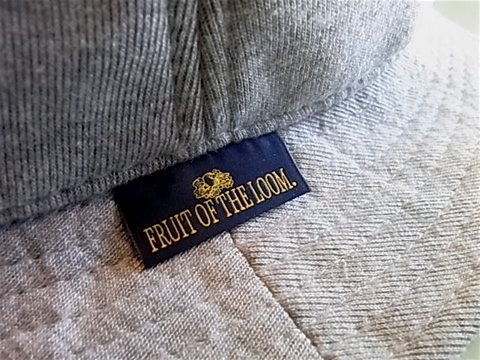 FRUIT OF THE LOOM.